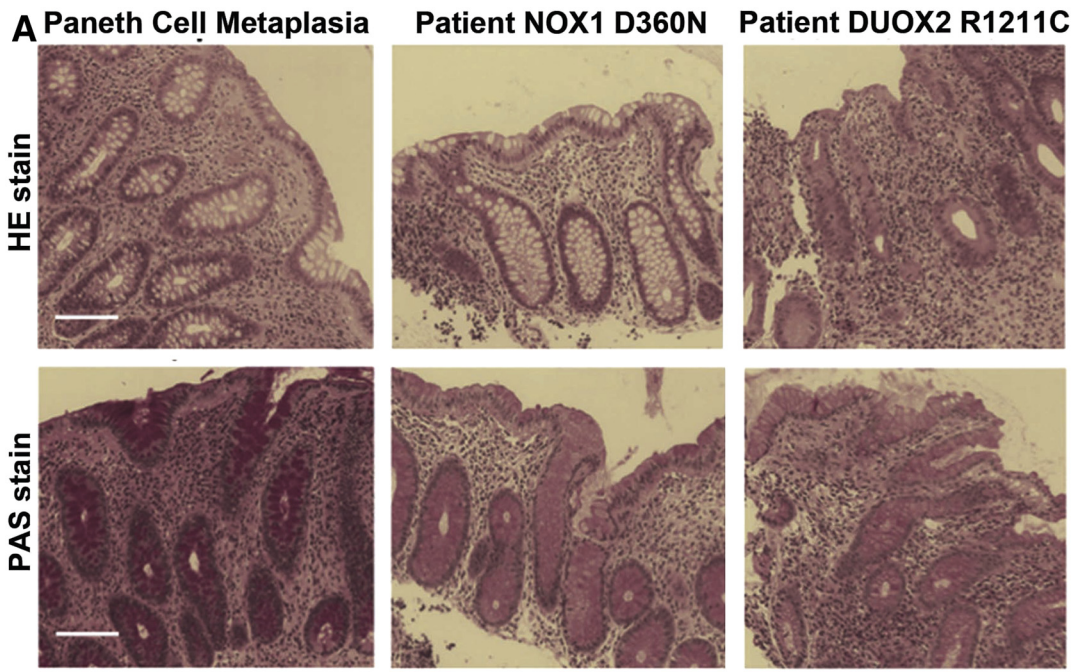 A Paneth Cell Metaplasia Patient NOX1 D360N Patient DUOX2 R1211C
HE stain
PAS stain